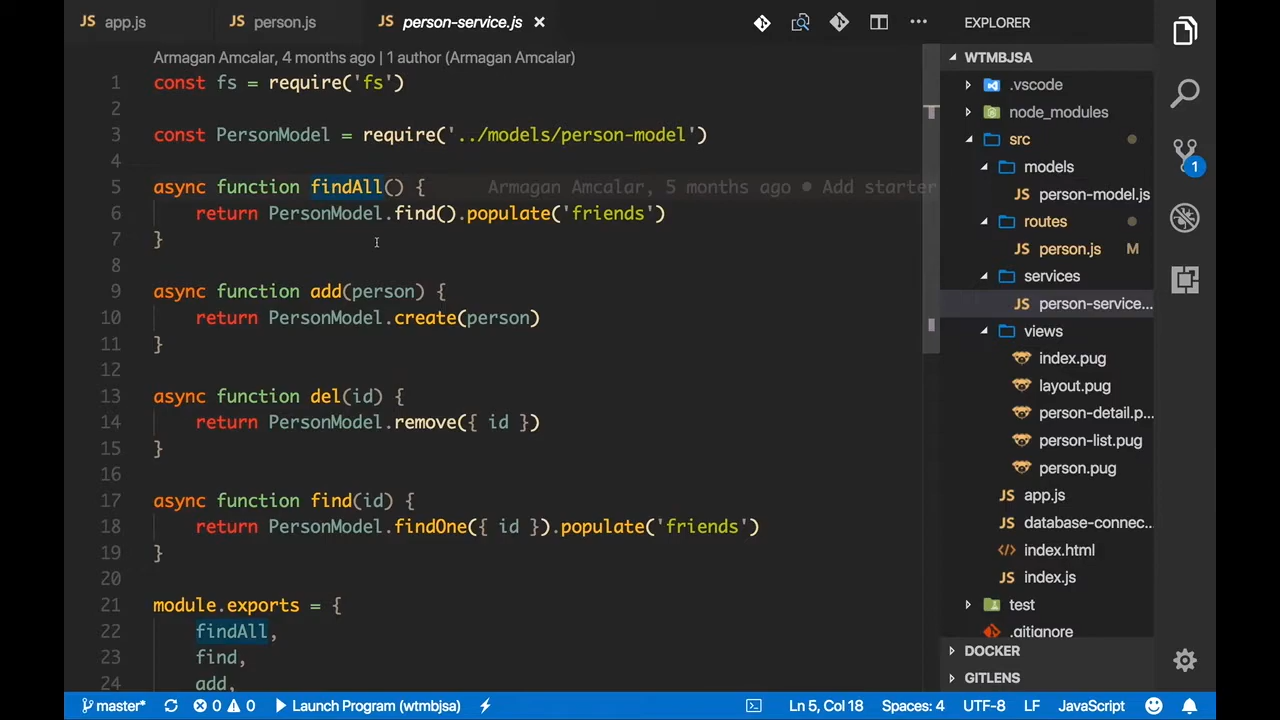 JS app.js
JS person.js
JS person-service.js ×
EXPLORER
Armagan Amcalar, 4 months ago | 1 author (Armagan Amcalar)
1 const fs = require('fs')
2
3 const PersonModel = require('../models/person-model')
4
5 async function findAll() { Armagan Amcalar, 5 months ago • Add starter
6 return PersonModel.find().populate('friends')
7 }
8
9 async function add(person) {
10 return PersonModel.create(person)
11 }
12
13 async function del(id) {
14 return PersonModel.remove({ id })
15 }
16
17 async function find(id) {
18 return PersonModel.findOne({ id }).populate('friends')
19 }
20
21 module.exports = {
22 findAll,
23 find,
24 add,
WTMBJSA
.vscode
node_modules
src
models
JS person-model.js
routes
JS person.js M
services
JS person-service...
views
index.pug
layout.pug
person-detail.p...
person-list.pug
person.pug
JS app.js
JS database-connec...
index.html
JS index.js
test
.gitignore
DOCKER
GITLENS
1
master* 0 0 Launch Program (wtmbjsa)
Ln 5, Col 18 Spaces: 4 UTF-8 LF JavaScript